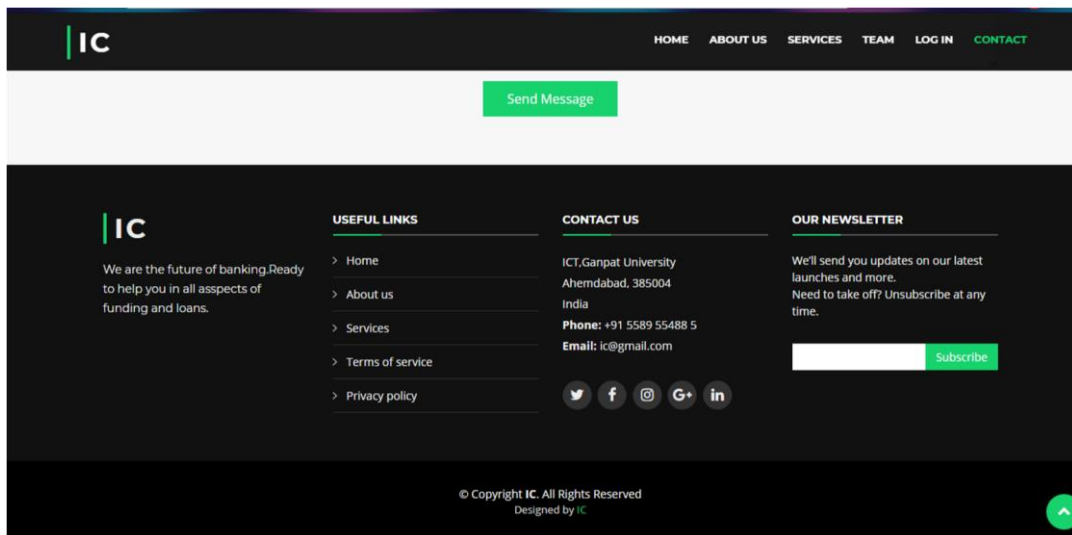 IC
HOME ABOUT US SERVICES TEAM LOG IN CONTACT
Send Message
IC
We are the future of banking.Ready
to help you in all asspects of
funding and loans.
USEFUL LINKS
Home
About us
Services
Terms of service
Privacy policy
CONTACT US
ICT,Ganpat University
Ahemdabad, 385004
India
Phone: +91 5589 55488 5
Email: ic@gmail.com
OUR NEWSLETTER
We'll send you updates on our latest
launches and more.
Need to take off? Unsubscribe at any
time.
Subscribe
© Copyright IC. All Rights Reserved
Designed by IC